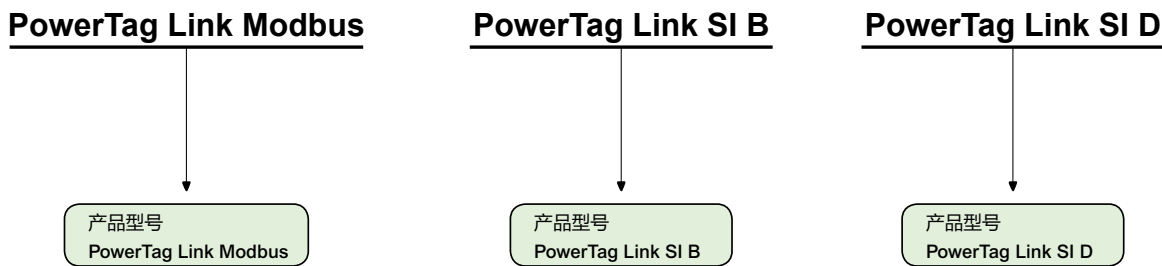 PowerTag Link Modbus
PowerTag Link SI B
PowerTag Link SI D
产品型号
PowerTag Link Modbus
产品型号
PowerTag Link SI B
产品型号
PowerTag Link SI D